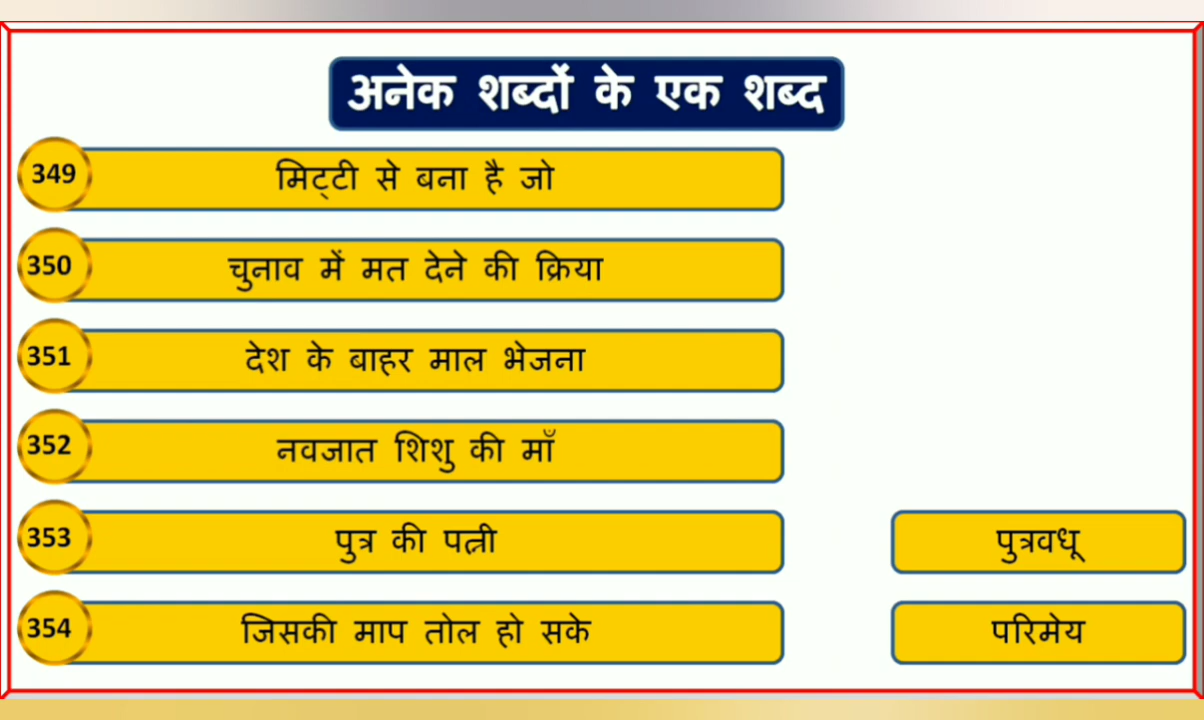 अनेक शब्दों के एक शब्द
349 मिट्टी से बना है जो
350 चुनाव में मत देने की क्रिया
351 देश के बाहर माल भेजना
352 नवजात शिशु की माँ
353 पुत्र की पत्नी पुत्रवधू
354 जिसकी माप तोल हो सके परिमेय